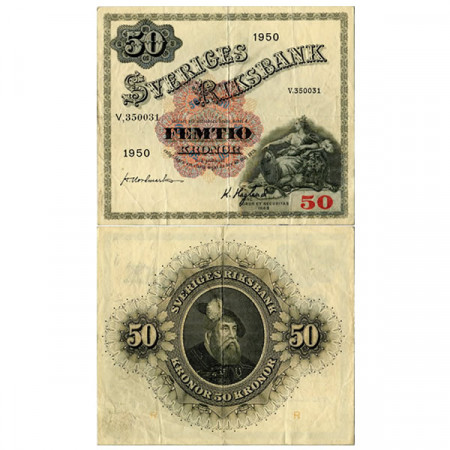 50
1950
SVERIGES
RIKSBANK
V.350031
V.350031
FEMTIO
KRONOR
1950
50
SVERIGES RIKSBANK
50
50
KRONOR 50 KRONOR